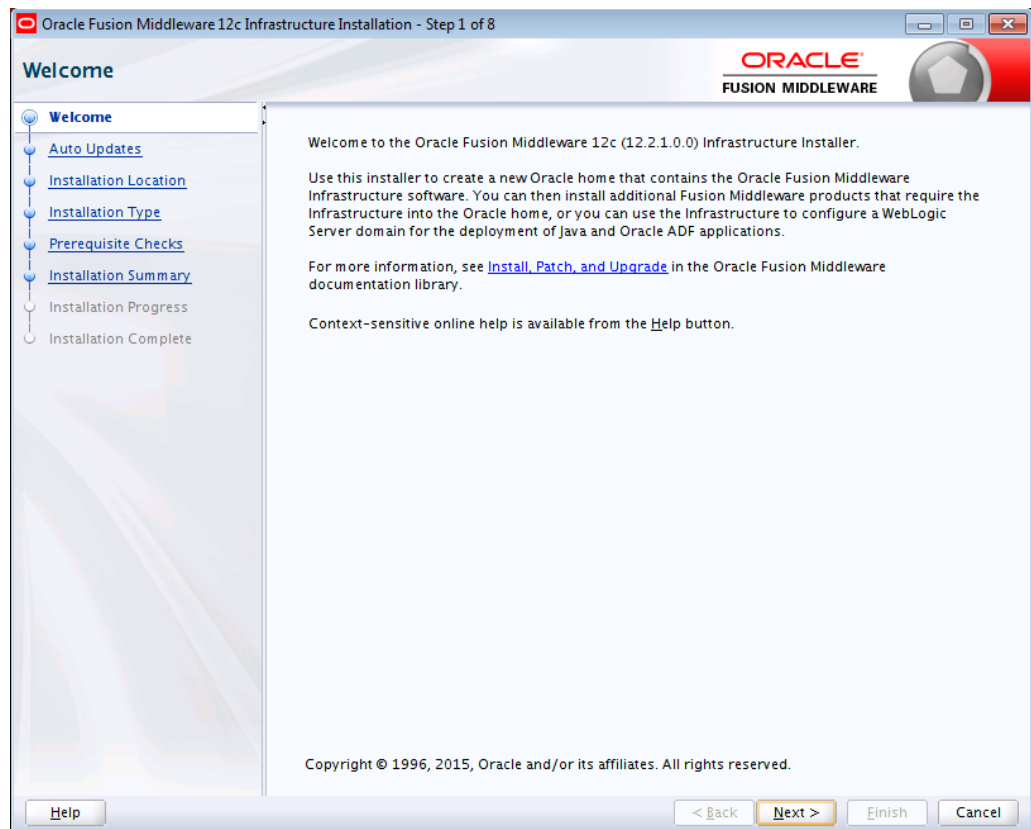 Oracle Fusion Middleware 12c Infrastructure Installation - Step 1 of 8
Welcome
ORACLE
FUSION MIDDLEWARE
Welcome
Auto Updates
Installation Location
Installation Type
Prerequisite Checks
Installation Summary
Installation Progress
Installation Complete
Welcome to the Oracle Fusion Middleware 12c (12.2.1.0.0) Infrastructure Installer.
Use this installer to create a new Oracle home that contains the Oracle Fusion Middleware
Infrastructure software. You can then install additional Fusion Middleware products that require the
Infrastructure into the Oracle home, or you can use the Infrastructure to configure a WebLogic
Server domain for the deployment of Java and Oracle ADF applications.
For more information, see Install, Patch, and Upgrade in the Oracle Fusion Middleware
documentation library.
Context-sensitive online help is available from the Help button.
Copyright © 1996, 2015, Oracle and/or its affiliates. All rights reserved.
Help
< Back
Next >
Finish
Cancel